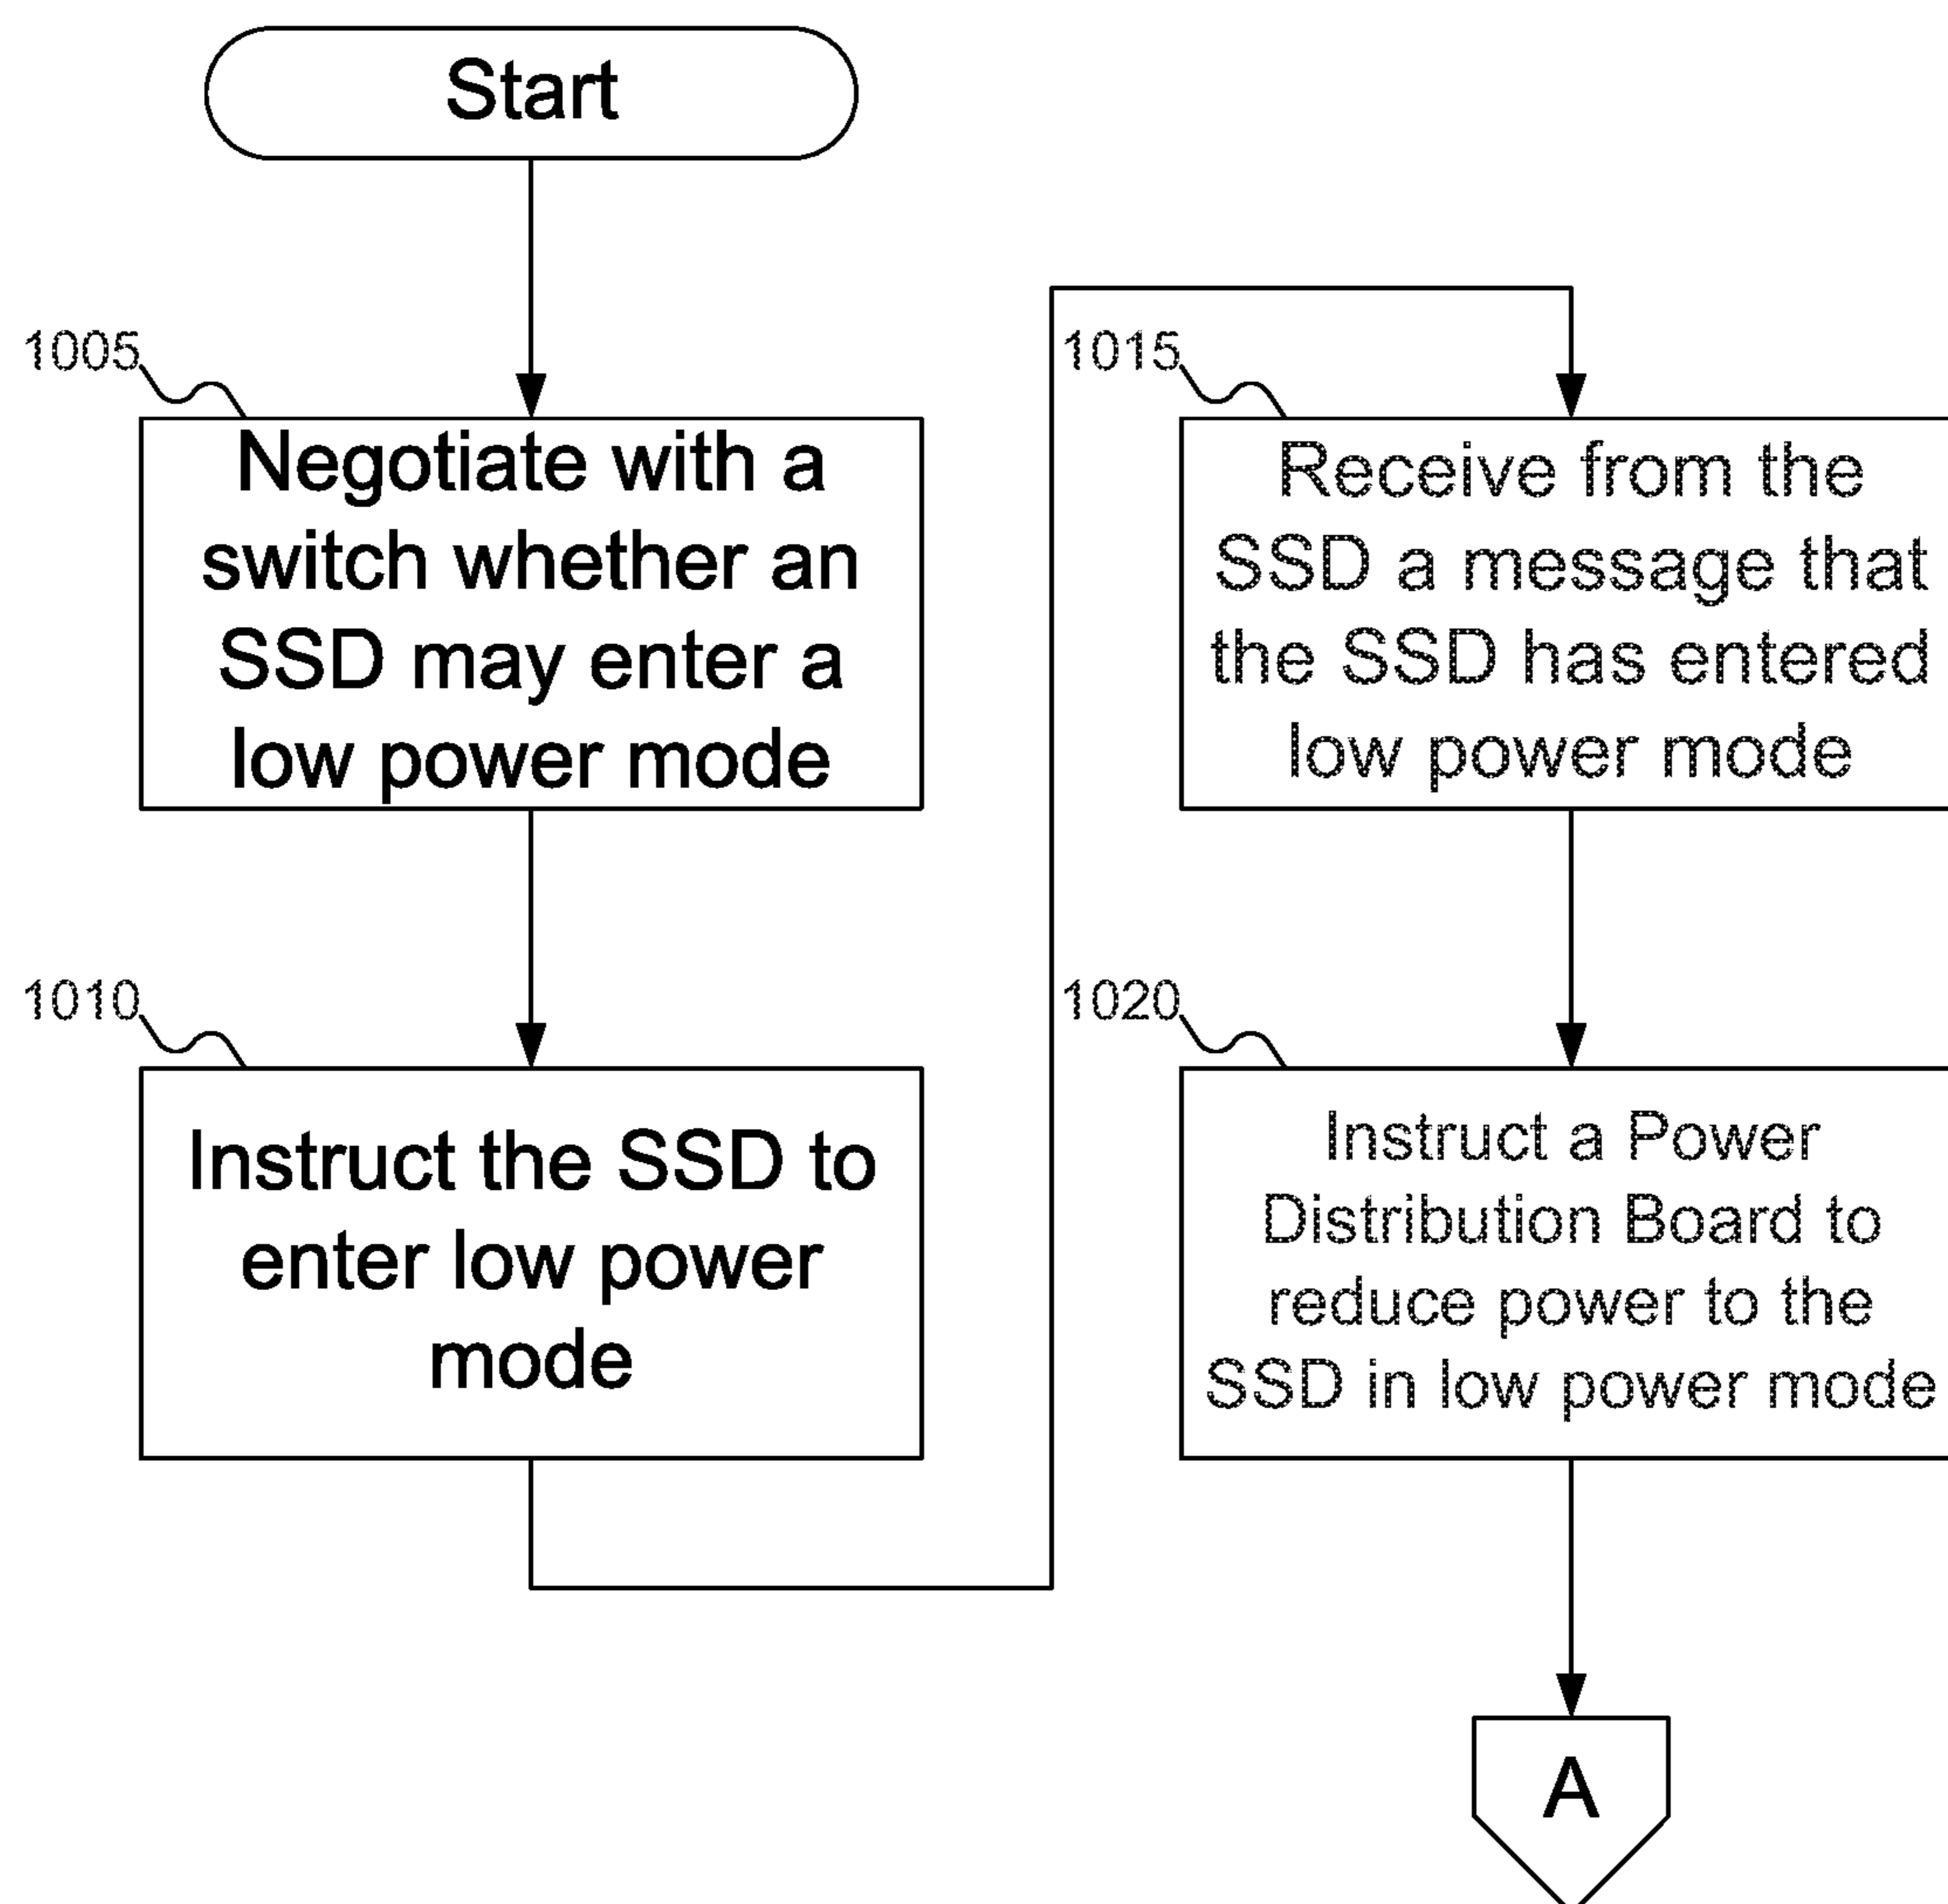 Start
1005
Negotiate with a
switch whether an
SSD may enter a
low power mode
1010
Instruct the SSD to
enter low power
mode
1015
Receive from the
SSD a message that
the SSD has entered
low power mode
1020
Instruct a Power
Distribution Board to
reduce power to the
SSD in low power mode
A